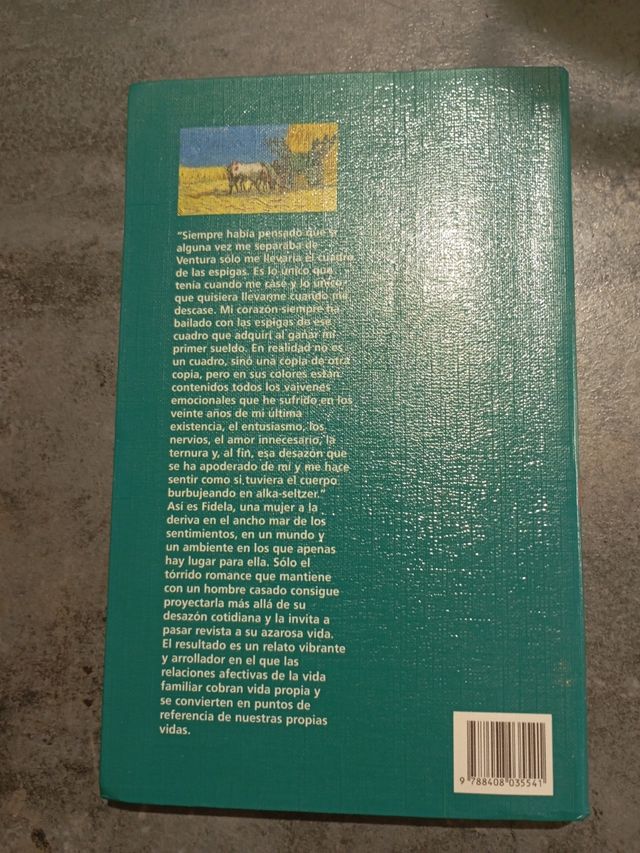 "Siempre había pensado que si
alguna vez me separaba de
Ventura sólo me llevaría el cuadro
de las espigas. Es lo único que
tenía cuando me casé y lo único
que quisiera llevarme cuando me
descase. Mi corazón siempre ha
bailado con las espigas de ese
cuadro que adquirí al ganar mi
primer sueldo. En realidad no es
un cuadro, sinó una copia de otra
copia, pero en sus colores están
contenidos todos los vaivenes
emocionales que he sufrido en los
veinte años de mi última
existencia, el entusiasmo, los
nervios, el amor innecesario, la
ternura y, al fin, esa desazón que
se ha apoderado de mí y me hace
sentir como si tuviera el cuerpo
burbujeando en alka-seltzer."
Así es Fidela, una mujer a la
deriva en el ancho mar de los
sentimientos, en un mundo y
un ambiente en los que apenas
hay lugar para ella. Sólo el
tórrido romance que mantiene
con un hombre casado consigue
proyectarla más allá de su
desazón cotidiana y la invita a
pasar revista a su azarosa vida.
El resultado es un relato vibrante
y arrollador en el que las
relaciones afectivas de la vida
familiar cobran vida propia y
se convierten en puntos de
referencia de nuestras propias
vidas.
9 788408 035541